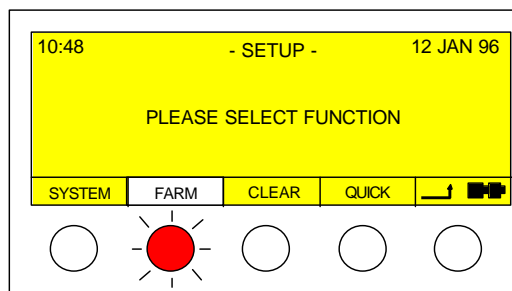 10:48 - SETUP - 12 JAN 96
PLEASE SELECT FUNCTION
SYSTEM FARM CLEAR QUICK